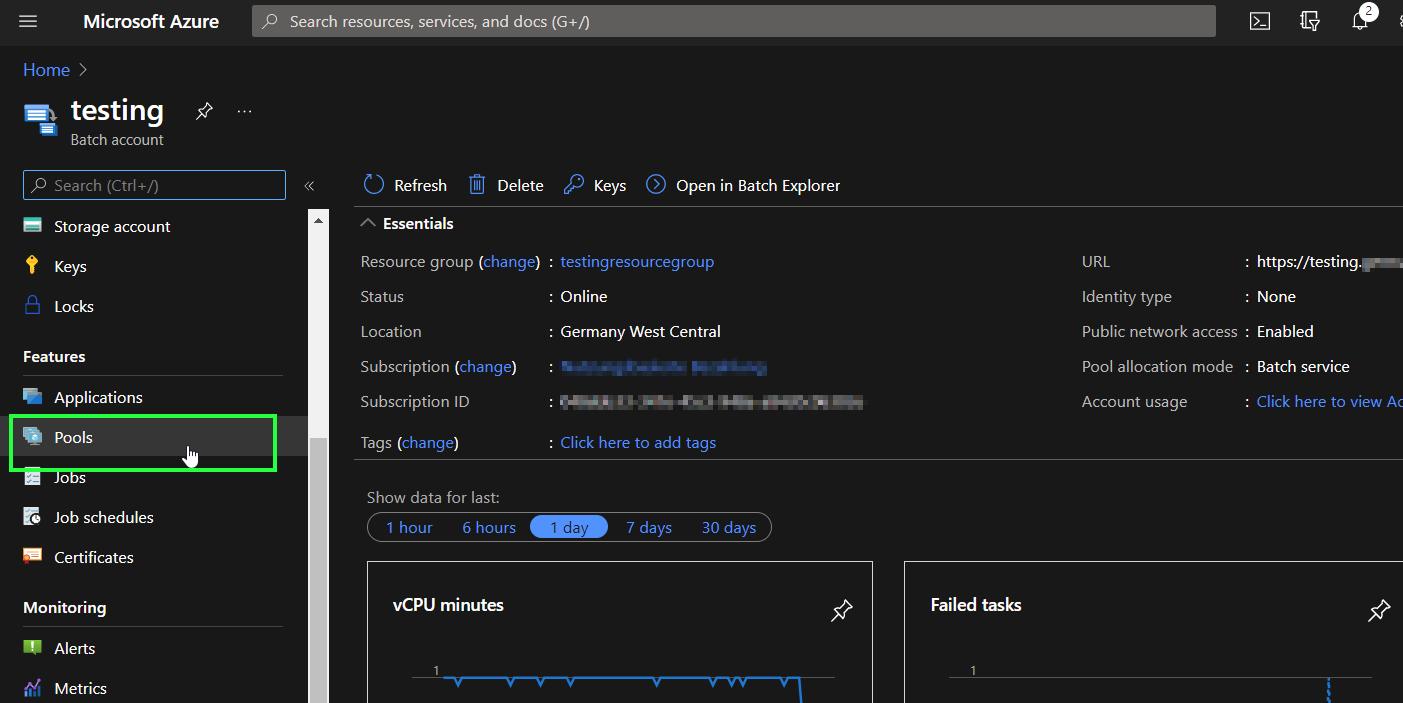 Microsoft Azure
Search resources, services, and docs (G+/)
2
Home
testing
Batch account
Search (Ctrl+/)
Storage account
Keys
Locks
Features
Applications
Pools
Jobs
Job schedules
Certificates
Monitoring
Alerts
Metrics
Refresh Delete Keys Open in Batch Explorer
Essentials
Resource group (change) : testingresourcegroup
Status : Online
Location : Germany West Central
Subscription (change) :
Subscription ID :
Tags (change) : Click here to add tags
URL : https://testing.
Identity type : None
Public network access : Enabled
Pool allocation mode : Batch service
Account usage : Click here to view Ac
Show data for last:
1 hour 6 hours 1 day 7 days 30 days
vCPU minutes
1
Failed tasks
1